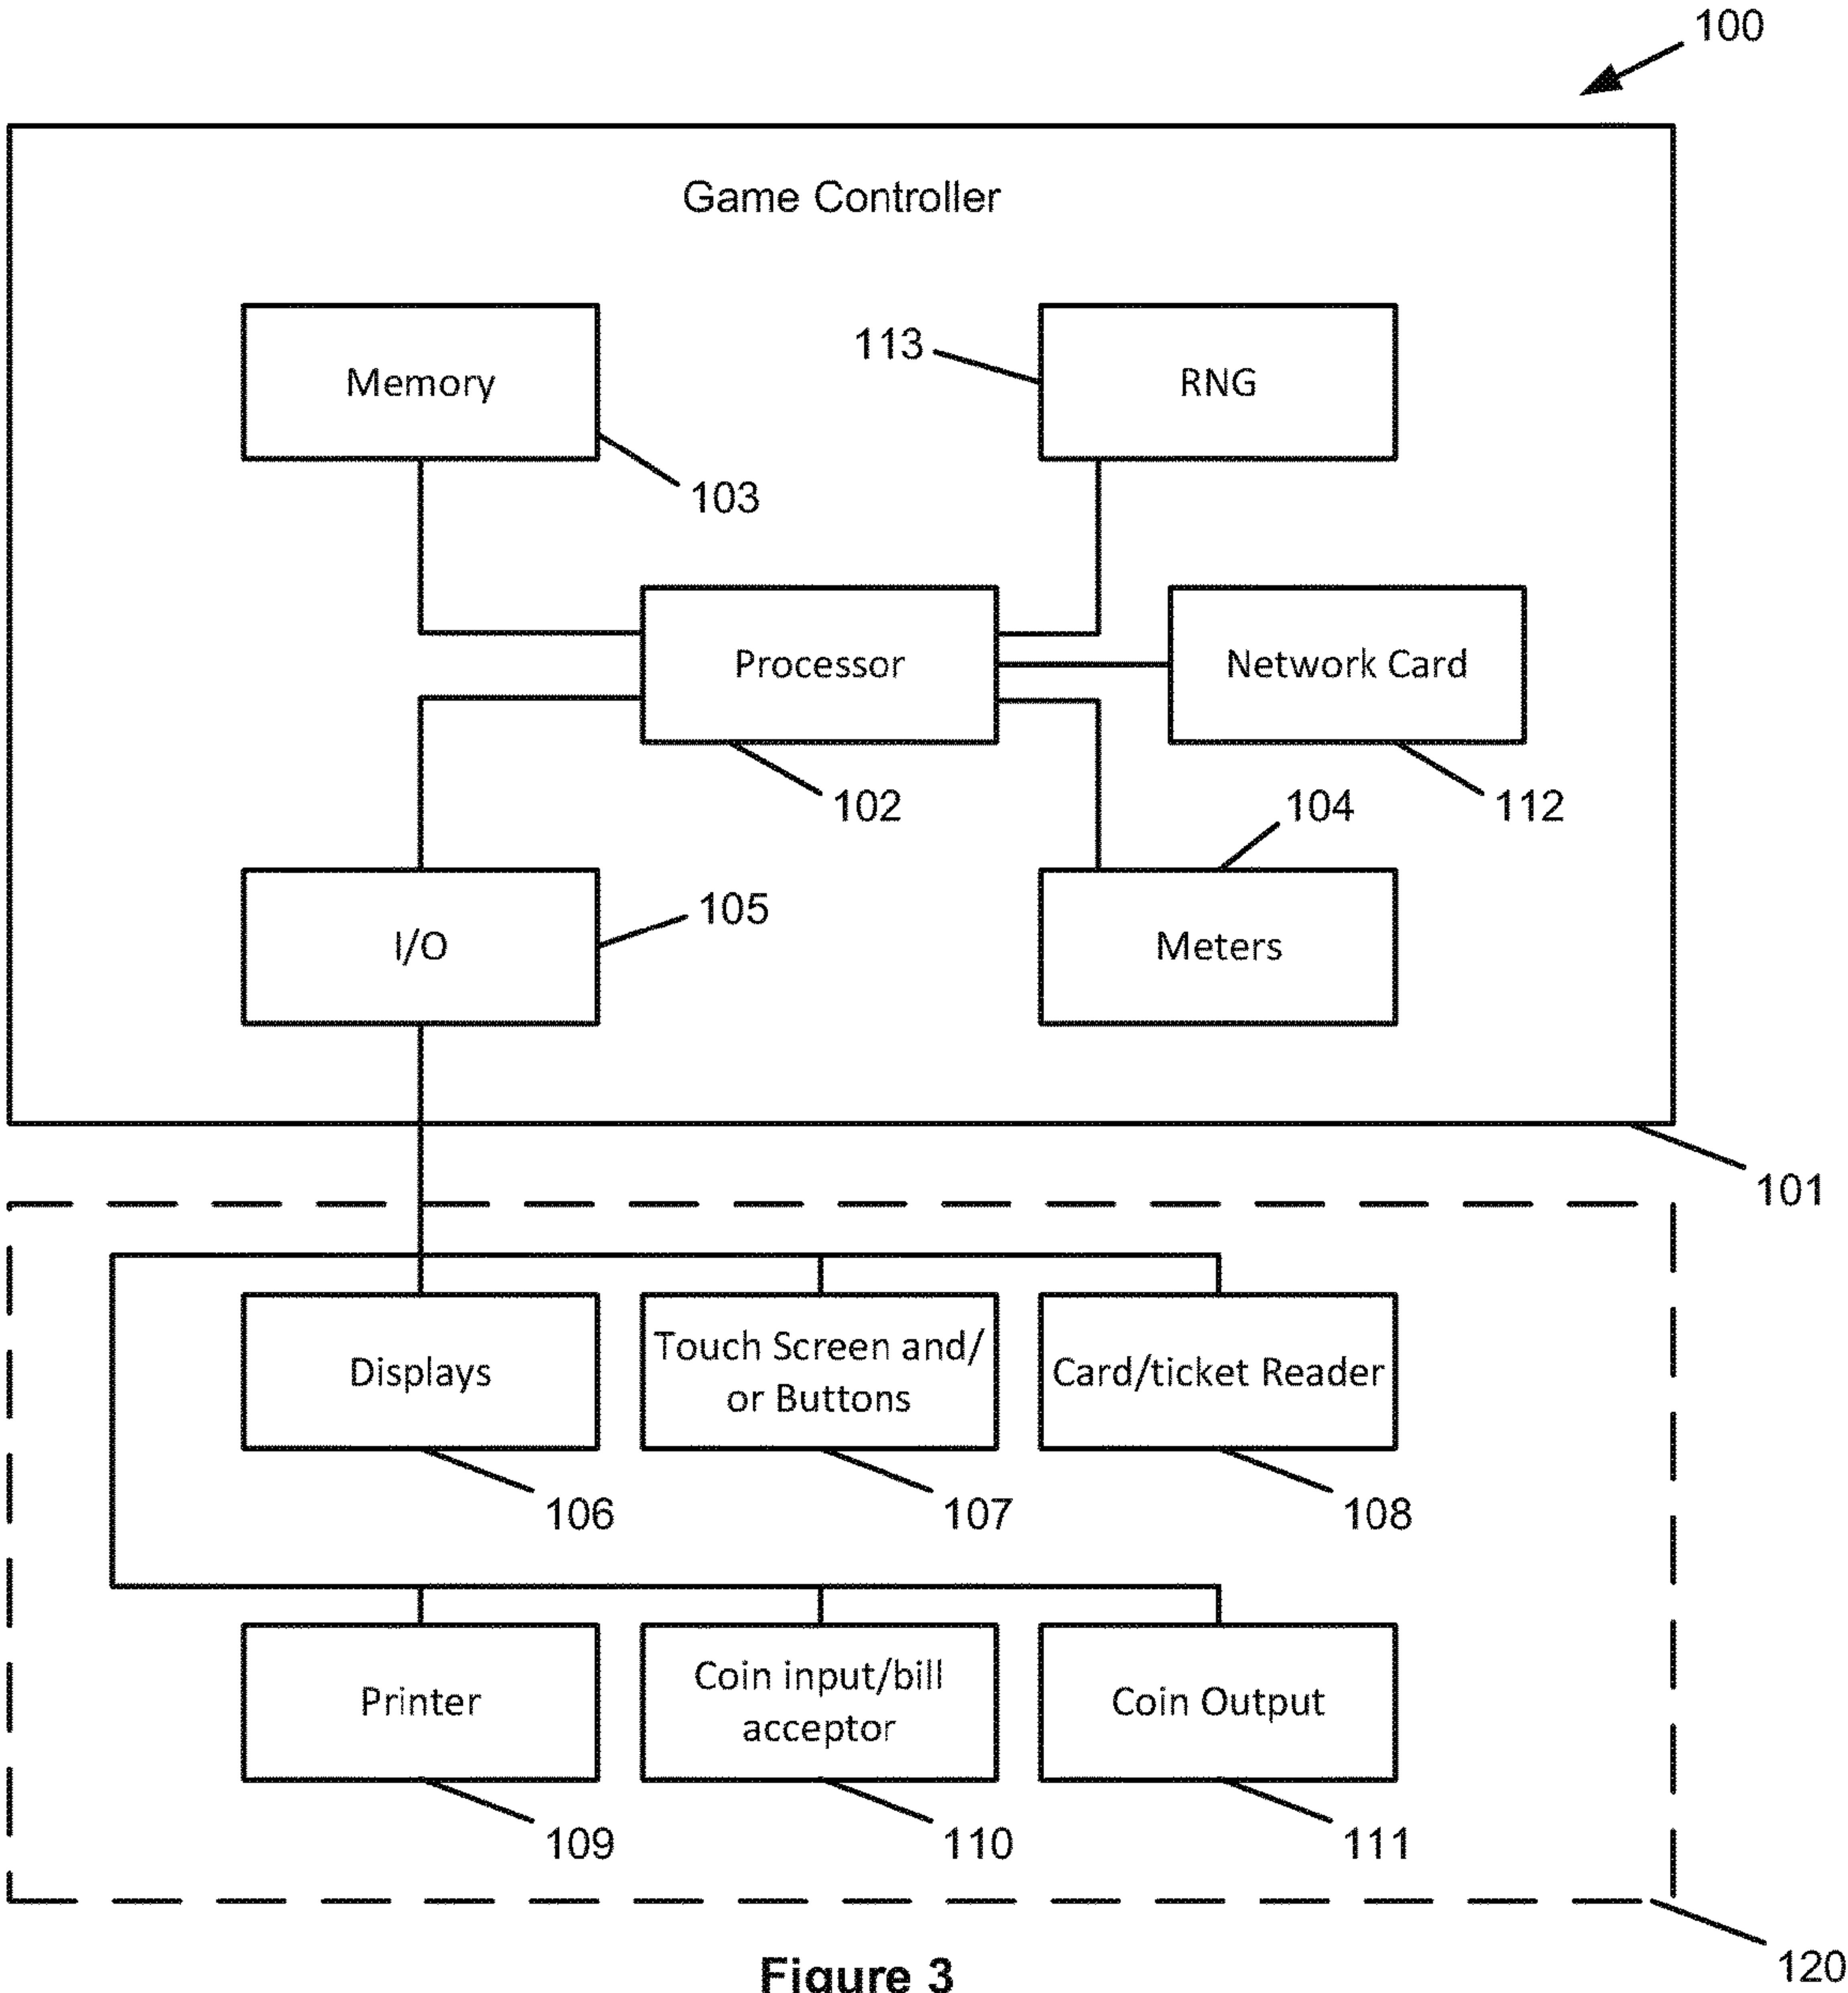 100
Game Controller
Memory
113
RNG
103
Processor
Network Card
102
104
112
I/O
105
Meters
101
Displays
Touch Screen and/
or Buttons
Card/ticket Reader
106
107
108
Printer
Coin input/bill
acceptor
Coin Output
109
110
111
120
Figure 3